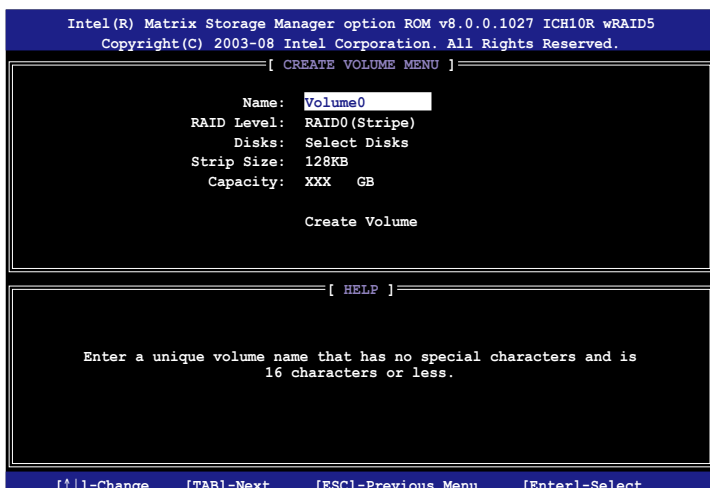 Intel(R) Matrix Storage Manager option ROM v8.0.0.1027 ICH10R wRAID5
Copyright(C) 2003-08 Intel Corporation. All Rights Reserved.
[ CREATE VOLUME MENU ]
Name: Volume0
RAID Level: RAID0(Stripe)
Disks: Select Disks
Strip Size: 128KB
Capacity: XXX GB
Create Volume
[ HELP ]
Enter a unique volume name that has no special characters and is
16 characters or less.
[↑↓]-Change [TAB]-Next [ESC]-Previous Menu [Enter]-Select